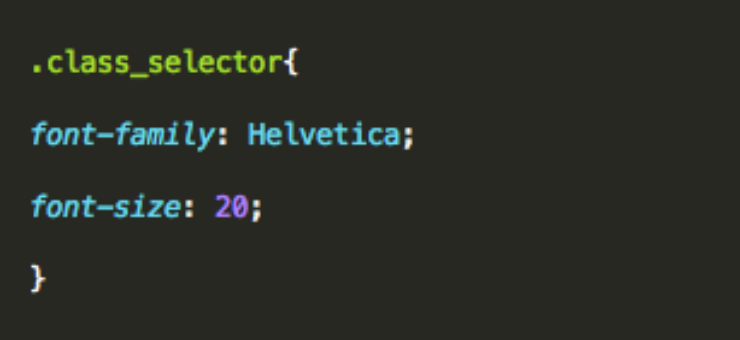 .class_selector{
font-family: Helvetica;
font-size: 20;
}